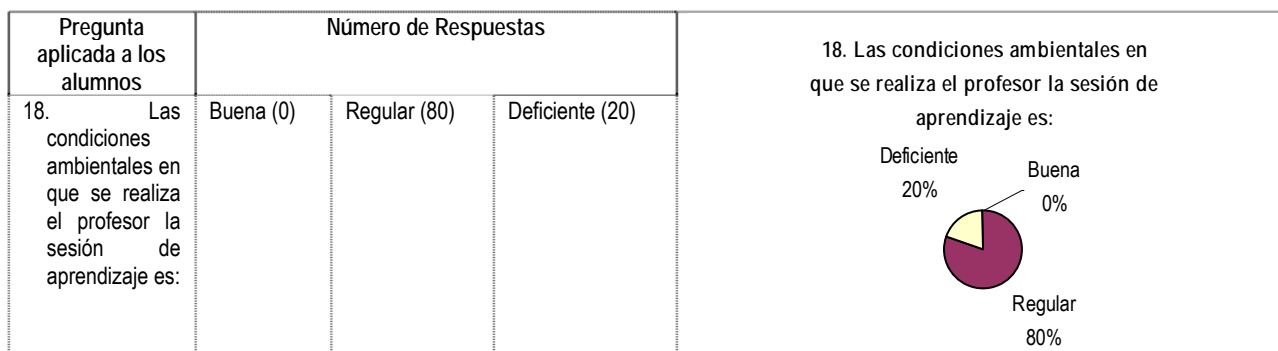 Pregunta
aplicada a los
alumnos
Número de Respuestas
18. Las
condiciones
ambientales en
que se realiza
el profesor la
sesión de
aprendizaje es:
Buena (0)
Regular (80)
Deficiente (20)
18. Las condiciones ambientales en
que se realiza el profesor la sesión de
aprendizaje es:
Deficiente
20%
Buena
0%
Regular
80%